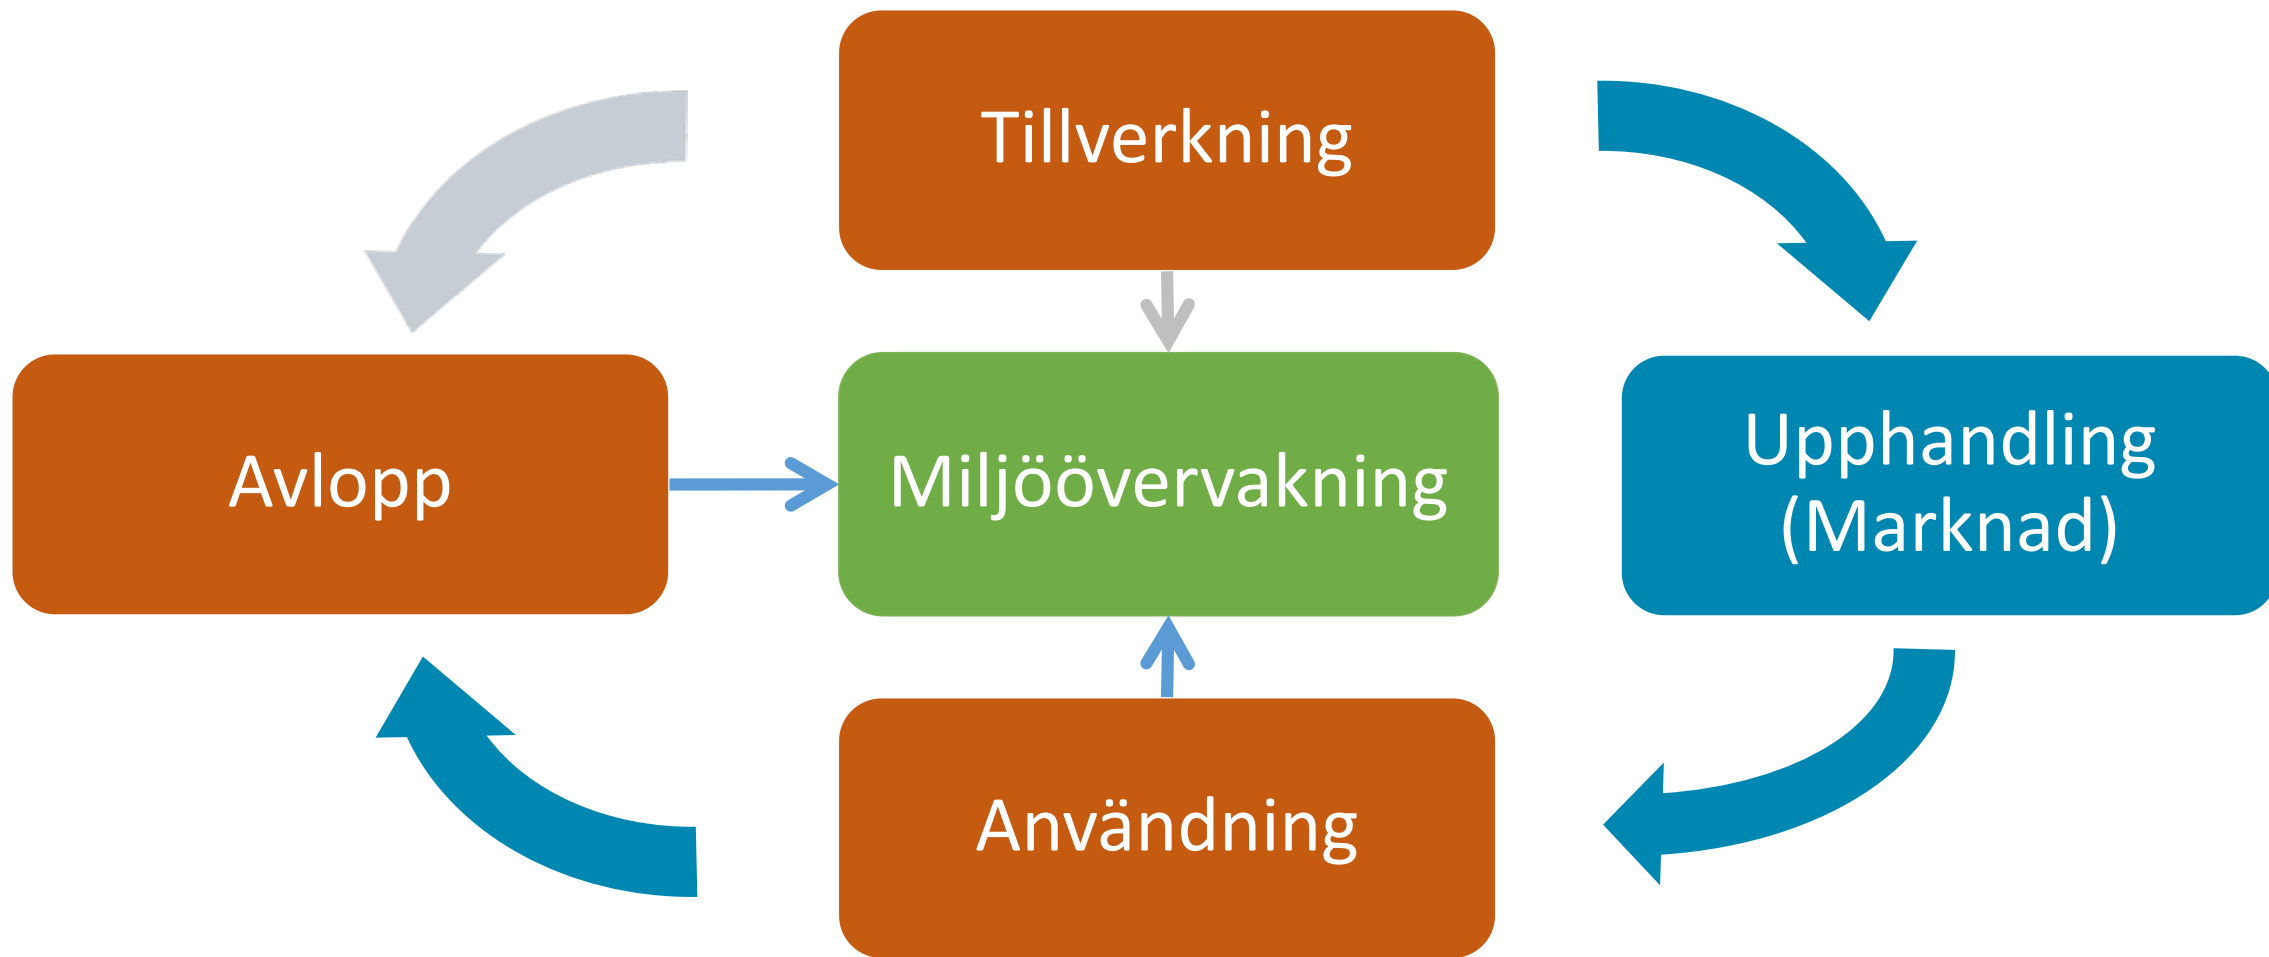 Tillverkning
Avlopp
Miljöövervakning
Upphandling
(Marknad)
Användning